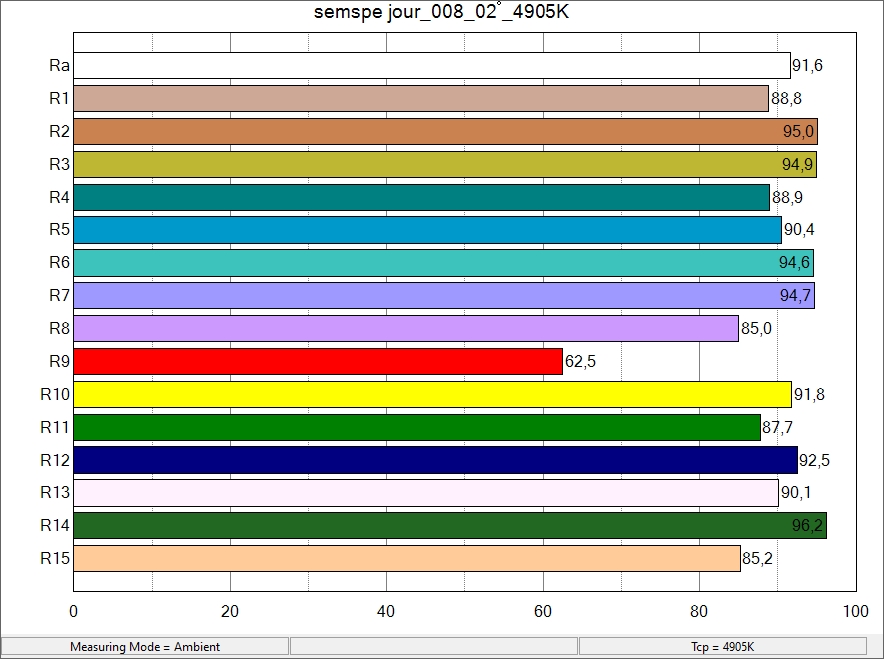 semspe jour_008_02°_4905K
Ra 91,6
R1 88,8
R2 95,0
R3 94,9
R4 88,9
R5 90,4
R6 94,6
R7 94,7
R8 85,0
R9 62,5
R10 91,8
R11 87,7
R12 92,5
R13 90,1
R14 96,2
R15 85,2
0 20 40 60 80 100
Measuring Mode = Ambient Tcp = 4905K